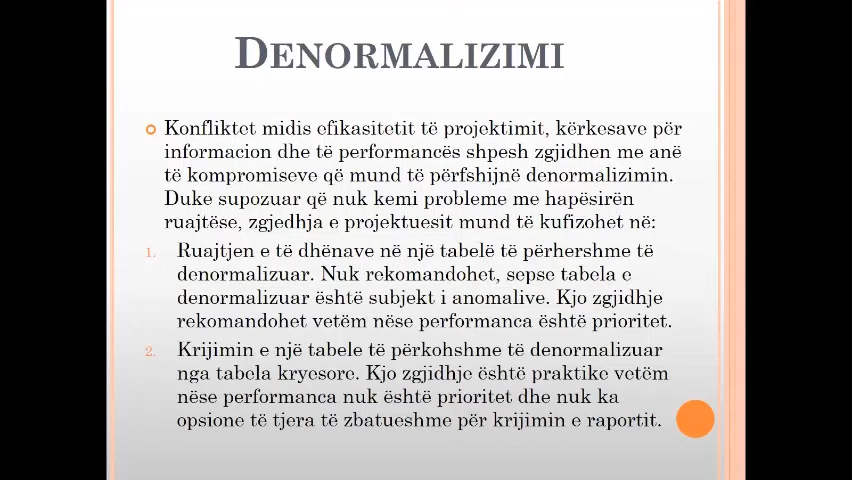 DENORMALIZIMI
Konfliktet midis efikasitetit të projektimit, kërkesave për
informacion dhe të performancës shpesh zgjidhen me anë
të kompromiseve që mund të përfshijnë denormalizimin.
Duke supozuar që nuk kemi probleme me hapësirën
ruajtëse, zgjedhja e projektuesit mund të kufizohet në:
1. Ruajtjen e të dhënave në një tabelë të përhershme të
denormalizuar. Nuk rekomandohet, sepse tabela e
denormalizuar është subjekt i anomalive. Kjo zgjidhje
rekomandohet vetëm nëse performanca është prioritet.
2. Krijimin e një tabele të përkohshme të denormalizuar
nga tabela kryesore. Kjo zgjidhje është praktike vetëm
nëse performanca nuk është prioritet dhe nuk ka
opsione të tjera të zbatueshme për krijimin e raportit.